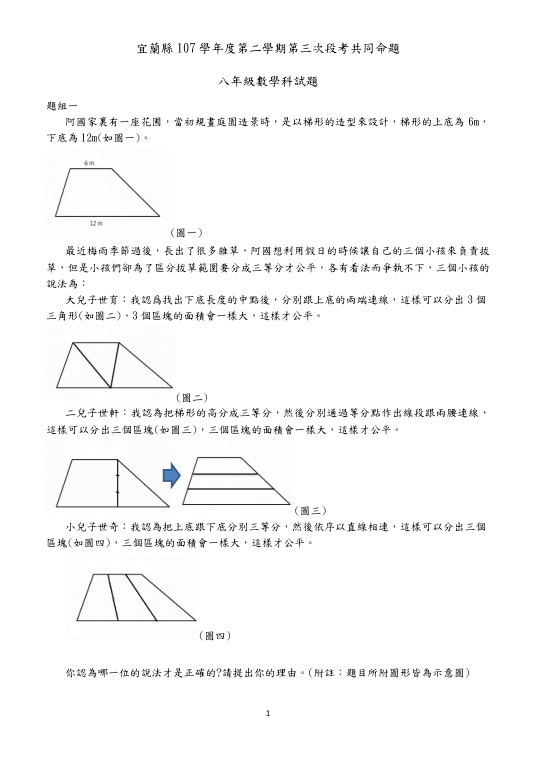 宜蘭縣 107 學年度第二學期第三次段考共同命題
八年級數學科試題
題組一
阿國家裏有一座花圃，當初規畫庭園造景時，是以梯形的造型來設計，梯形的上底為 6m，
下底為 12m(如圖一)。
6 m
12 m
(圖一)
最近梅雨季節過後，長出了很多雜草，阿國想利用假日的時候讓自己的三個小孩來負責拔
草，但是小孩們卻為了區分拔草範圍要分成三等分才公平，各有看法而爭執不下，三個小孩的
說法為：
大兒子世育：我認為找出下底長度的中點後，分別跟上底的兩端連線，這樣可以分出 3 個
三角形(如圖二)，3 個區塊的面積會一樣大，這樣才公平。
(圖二)
二兒子世軒：我認為把梯形的高分成三等分，然後分別通過等分點作出線段跟兩腰連線，
這樣可以分出三個區塊(如圖三)，三個區塊的面積會一樣大，這樣才公平。
(圖三)
小兒子世奇：我認為把上底跟下底分別三等分，然後依序以直線相連，這樣可以分出三個
區塊(如圖四)，三個區塊的面積會一樣大，這樣才公平。
(圖四)
你認為哪一位的說法才是正確的?請提出你的理由。(附註：題目所附圖形皆為示意圖)
1